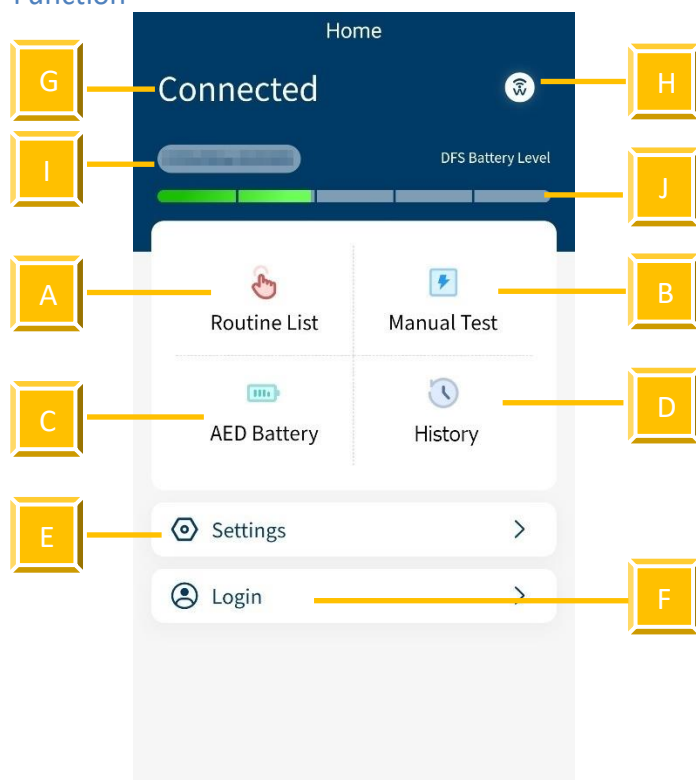 Function
Home
G
Connected
H
I
DFS Battery Level
J
A
Routine List
Manual Test
B
C
AED Battery
History
D
E
Settings
Login
F